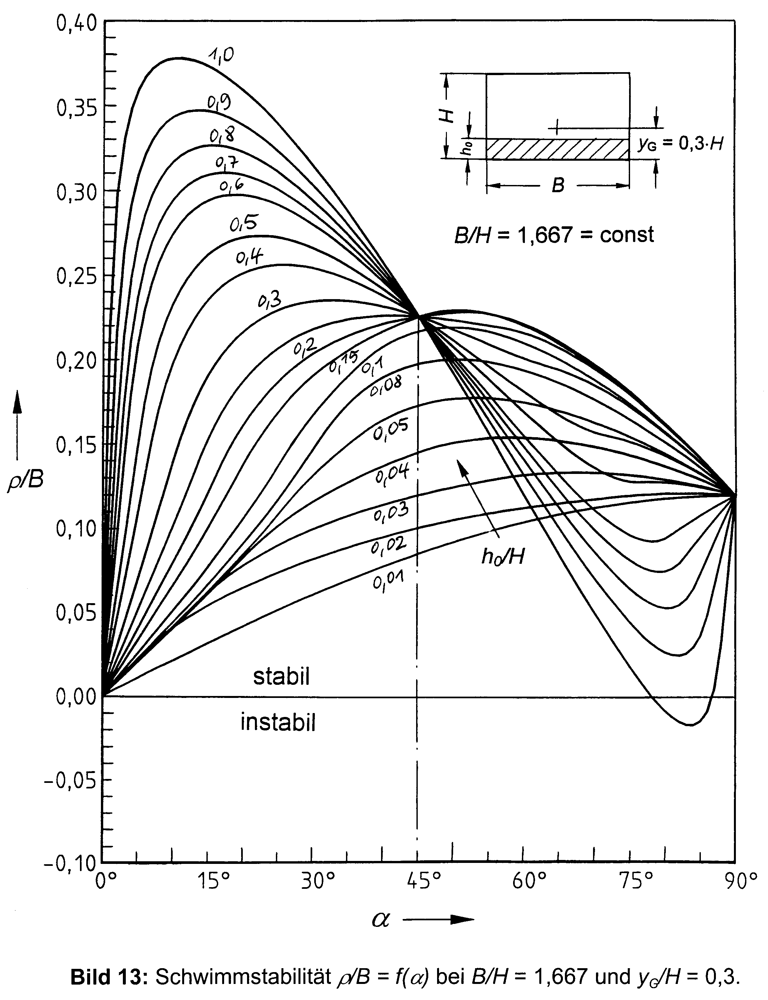 0,40
0,35
0,30
0,25
0,20
0,15
0,10
0,05
0,00
−0,05
−0,10
ρ/B
1,0
0,9
0,8
0,7
0,6
0,5
0,4
0,3
0,2
0,15
0,1
0,08
0,05
0,04
0,03
0,02
0,01
H
h₀
y_G = 0,3·H
B
B/H = 1,667 = const
h₀/H
stabil
instabil
0° 15° 30° 45° 60° 75° 90°
α
Bild 13: Schwimmstabilität ρ/B = f(α) bei B/H = 1,667 und y_G/H = 0,3.